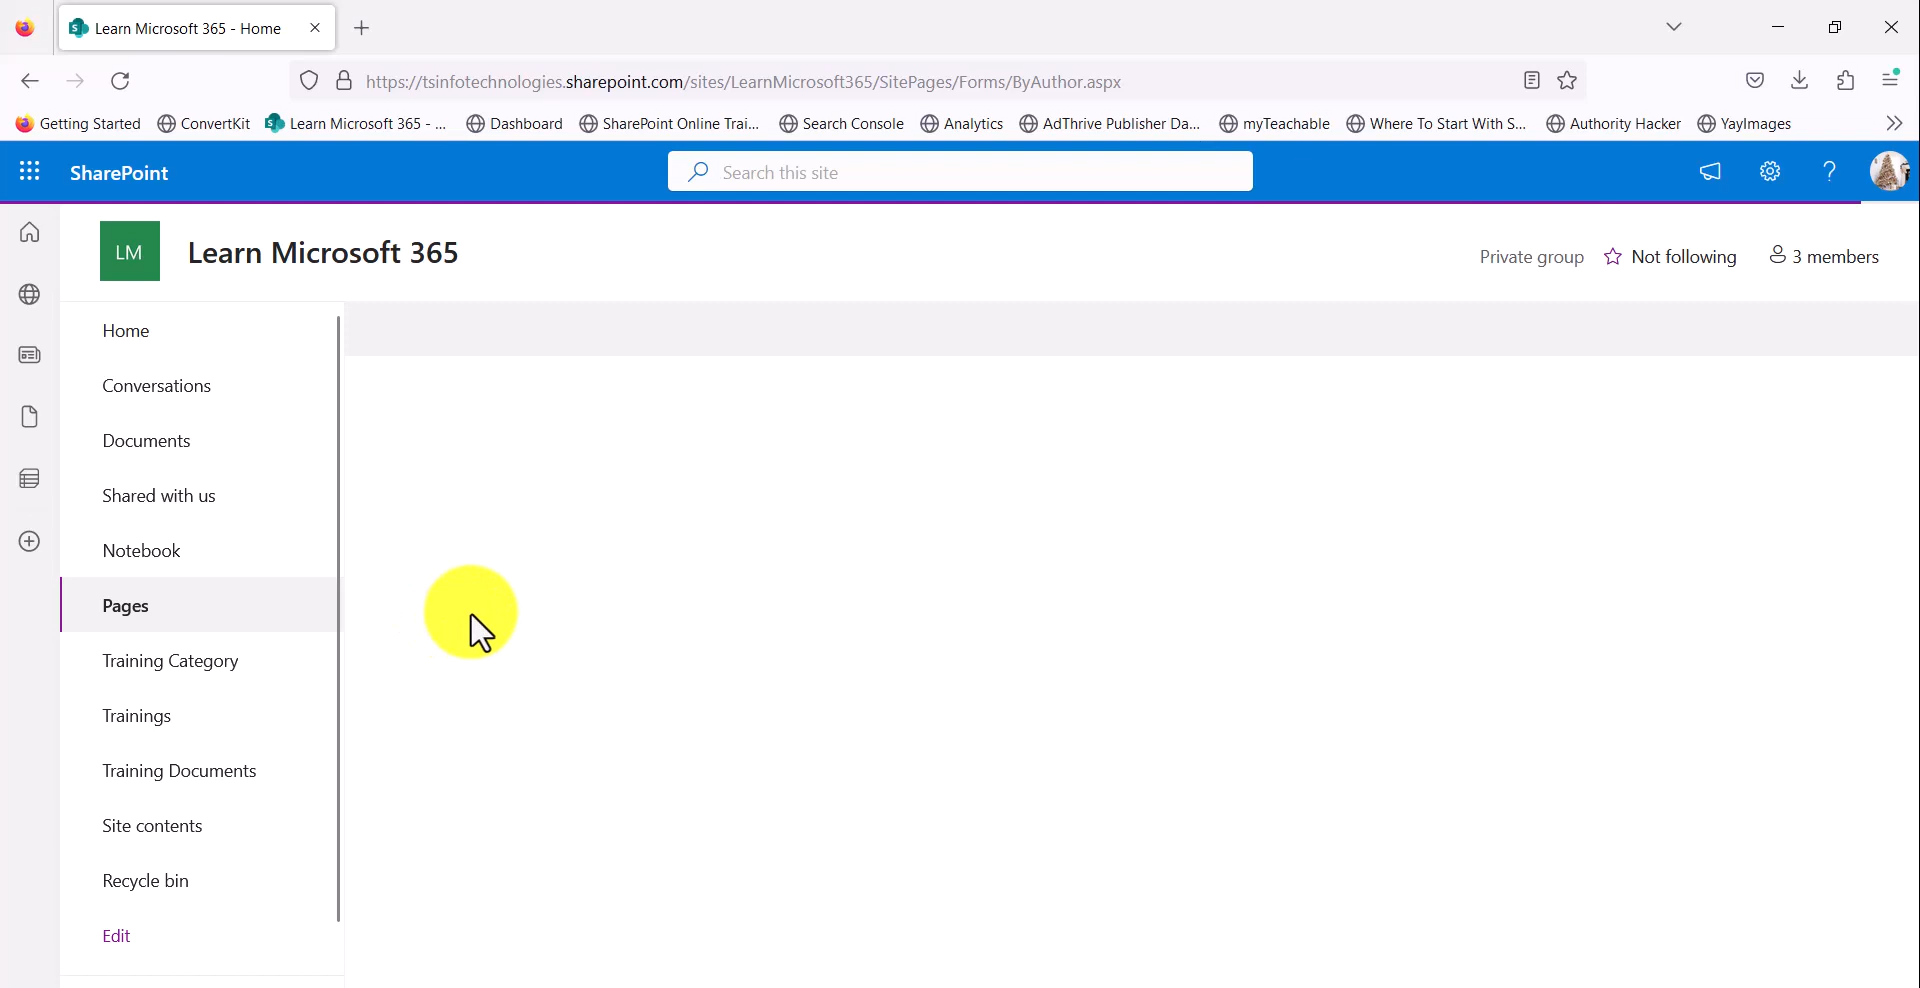 Learn Microsoft 365 - Home
https://tsinfotechnologies.sharepoint.com/sites/LearnMicrosoft365/SitePages/Forms/ByAuthor.aspx
Getting Started ConvertKit Learn Microsoft 365 - ... Dashboard SharePoint Online Trai... Search Console Analytics AdThrive Publisher Da... myTeachable Where To Start With S... Authority Hacker YayImages
SharePoint Search this site
LM Learn Microsoft 365 Private group Not following 3 members
Home
Conversations
Documents
Shared with us
Notebook
Pages
Training Category
Trainings
Training Documents
Site contents
Recycle bin
Edit